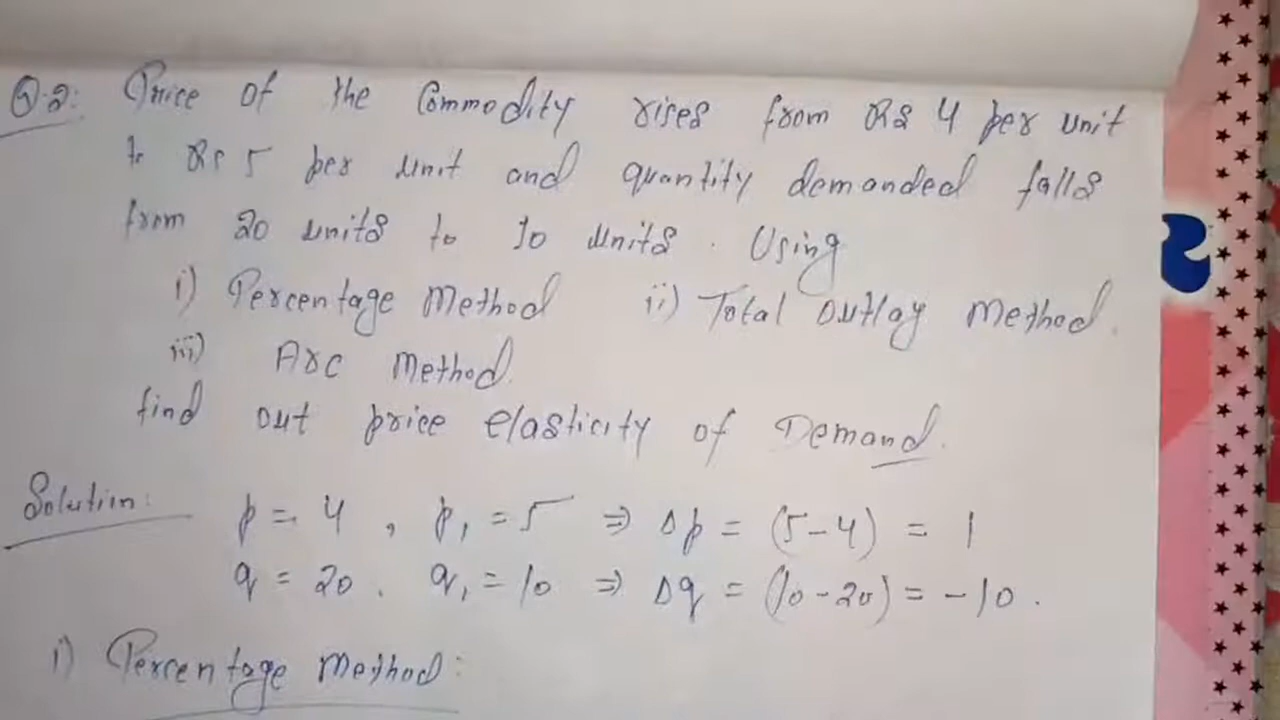 Q.2: Price of the Commodity rises from Rs 4 per unit
to Rs 5 per unit and quantity demanded falls
from 20 units to 10 units. Using
i) Percentage Method ii) Total outlay Method.
iii) Arc Method.
find out price elasticity of Demand.
Solution: p = 4, p₁ = 5 ⇒ Δp = (5-4) = 1
q = 20. q₁ = 10 ⇒ Δq = (10-20) = -10.
i) Percentage Method: